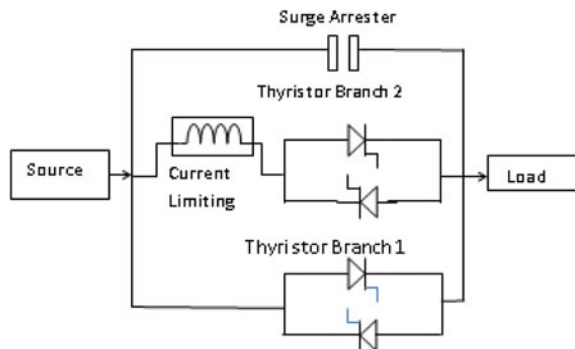 Surge Arrester
Thyristor Branch 2
Source
Current
Limiting
Load
Thyristor Branch 1